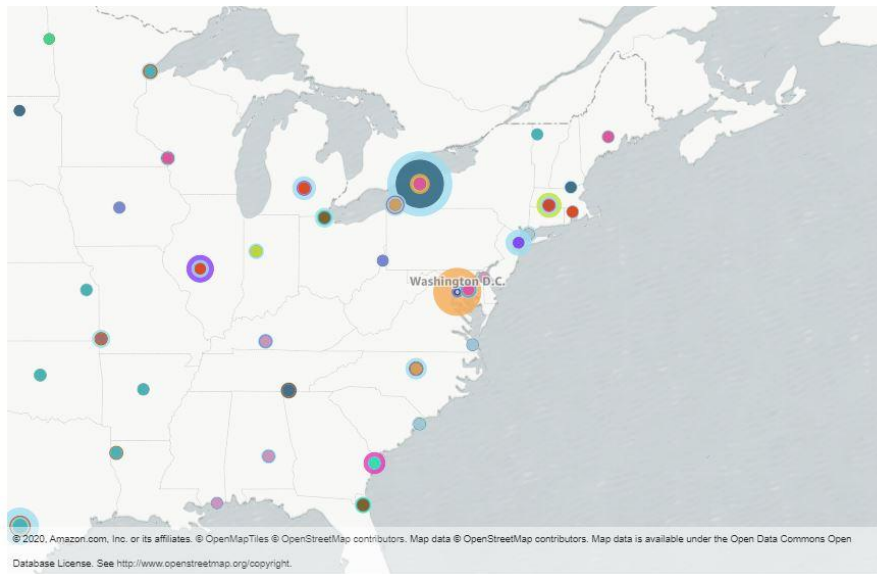 Washington D.C.
© 2020, Amazon.com, Inc. or its affiliates. © OpenMapTiles © OpenStreetMap contributors. Map data © OpenStreetMap contributors. Map data is available under the Open Data Commons Open
Database License. See http://www.openstreetmap.org/copyright.